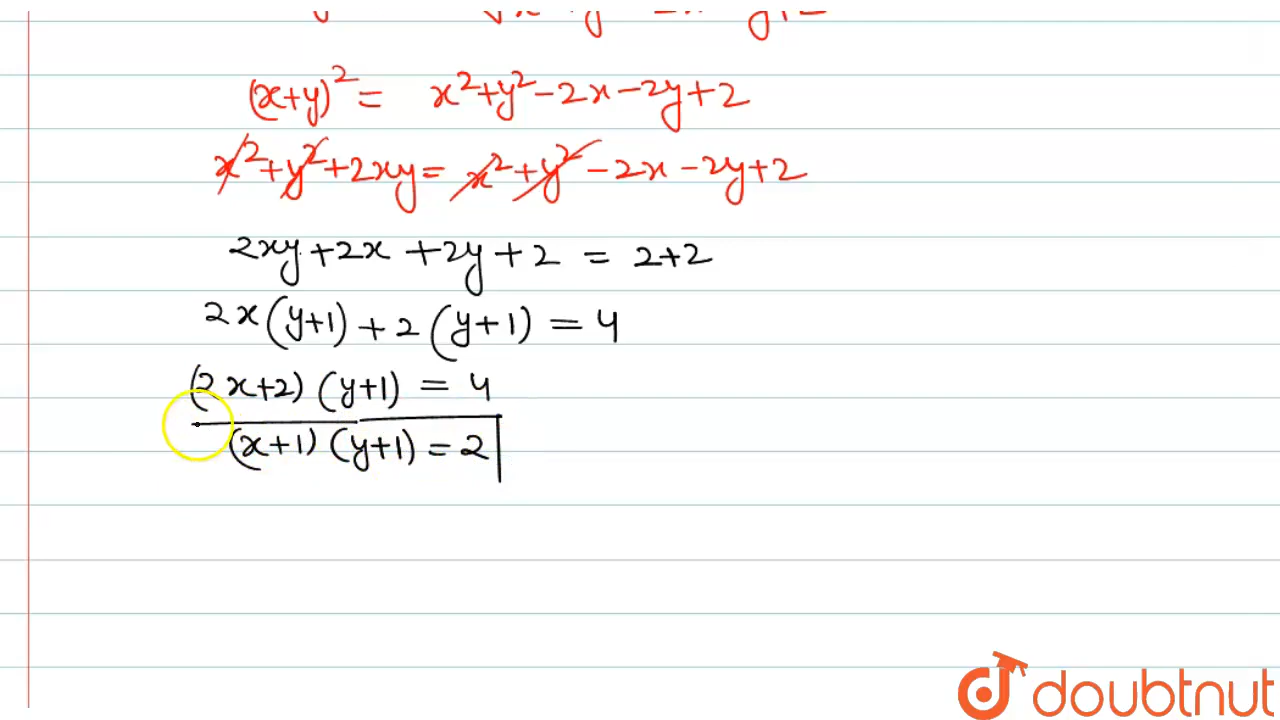 (x+y)² = x²+y²-2x-2y+2
x²+y²+2xy = x²+y²-2x-2y+2
2xy+2x+2y+2 = 2+2
2x(y+1)+2(y+1) = 4
(2x+2)(y+1) = 4
(x+1)(y+1) = 2
doubtnut